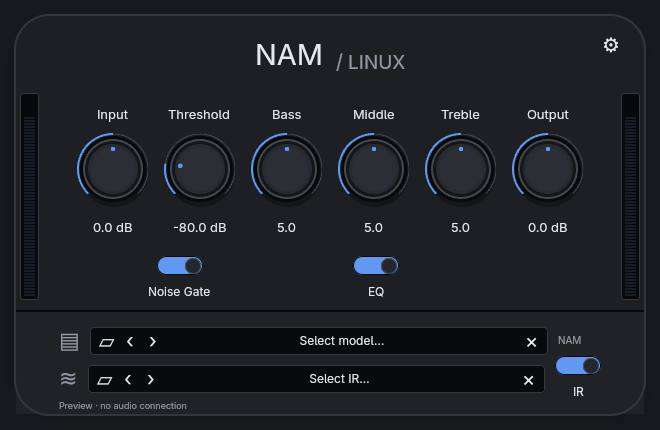 NAM / LINUX
Input Threshold Bass Middle Treble Output
0.0 dB -80.0 dB 5.0 5.0 5.0 0.0 dB
Noise Gate EQ
Select model... NAM
Select IR...
IR
Preview · no audio connection